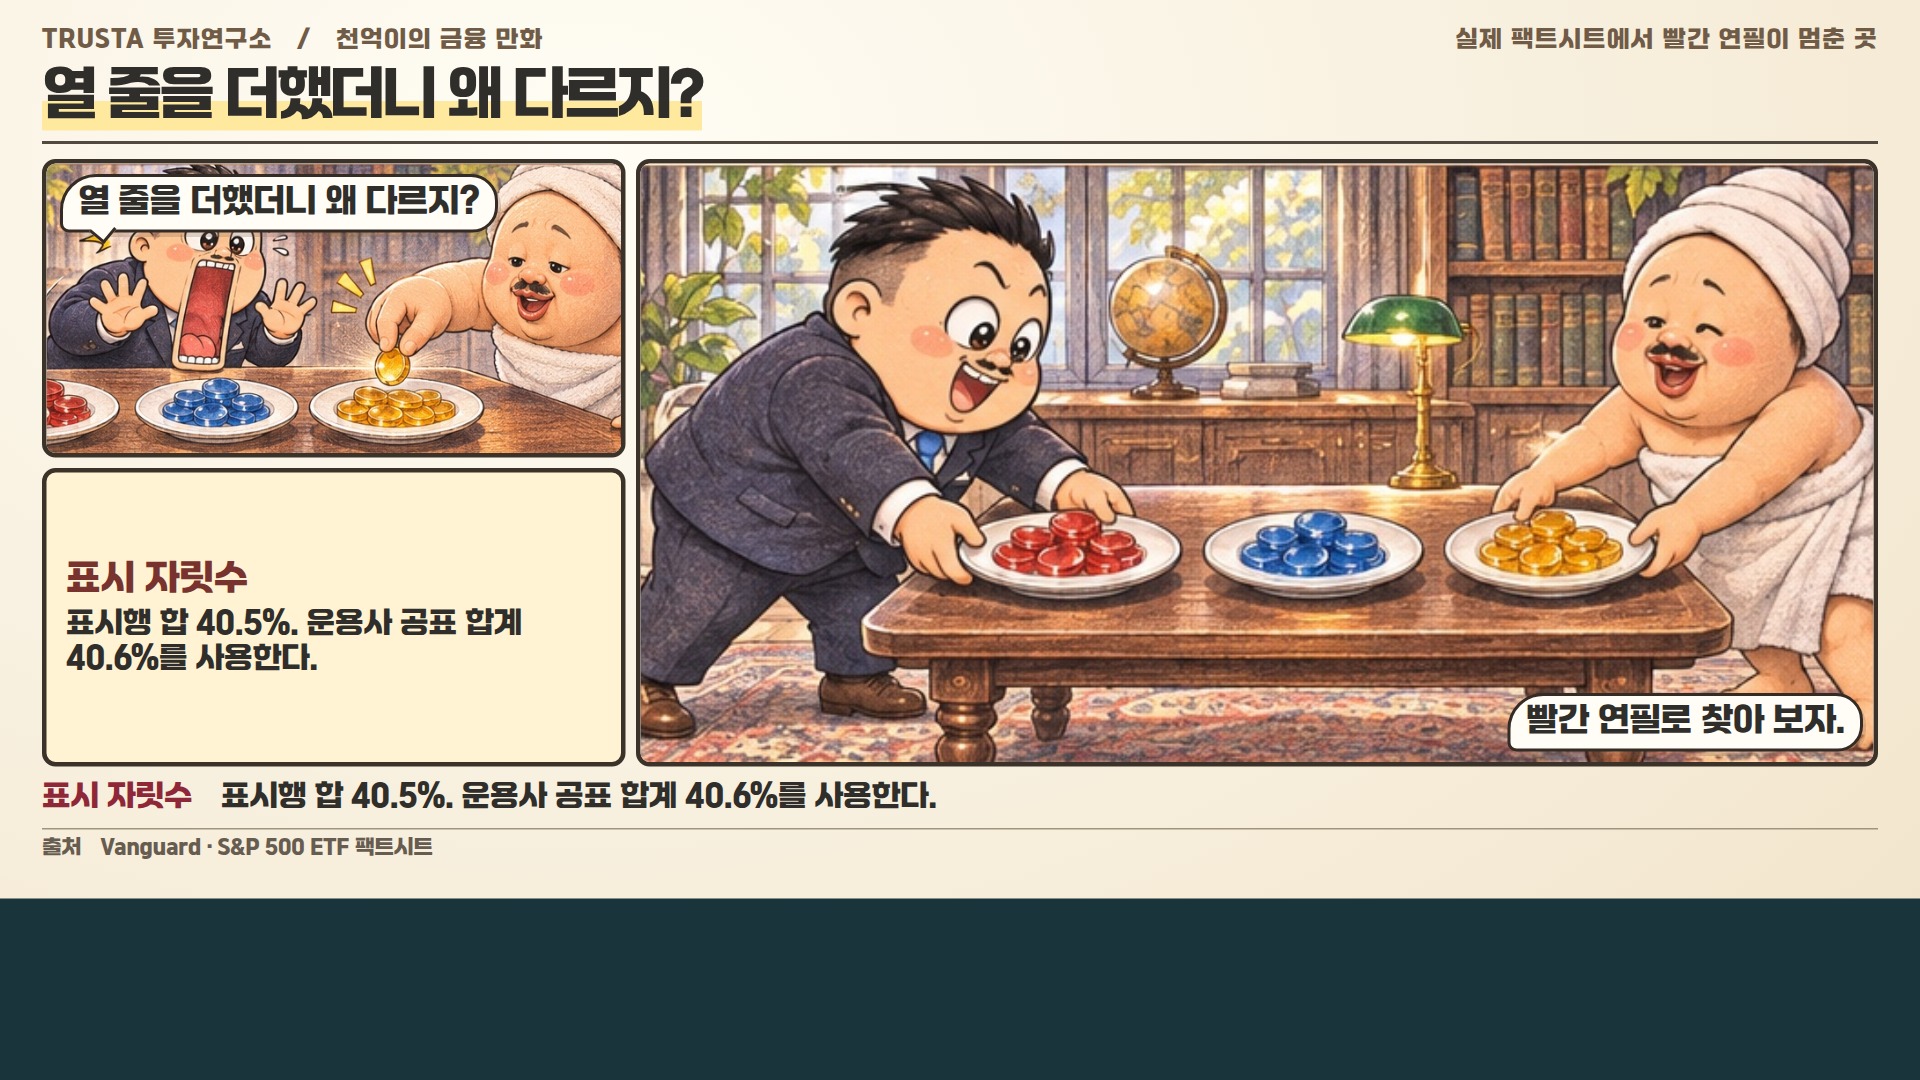 TRUSTA 투자연구소 / 천억이의 금융 만화
실제 팩트시트에서 빨간 연필이 멈춘 곳
열 줄을 더했더니 왜 다르지?
열 줄을 더했더니 왜 다르지?
표시 자릿수
표시행 합 40.5%. 운용사 공표 합계
40.6%를 사용한다.
빨간 연필로 찾아 보자.
표시 자릿수 표시행 합 40.5%. 운용사 공표 합계 40.6%를 사용한다.
출처 Vanguard · S&P 500 ETF 팩트시트